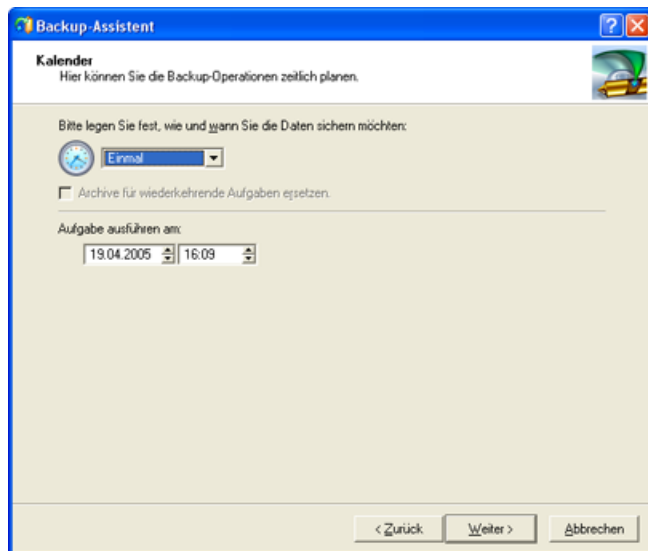 Backup-Assistent
Kalender
Hier können Sie die Backup-Operationen zeitlich planen.
Bitte legen Sie fest, wie und wann Sie die Daten sichern möchten:
Einmal
Archive für wiederkehrende Aufgaben ersetzen.
Aufgabe ausführen am:
19.04.2005 16:09
< Zurück Weiter > Abbrechen